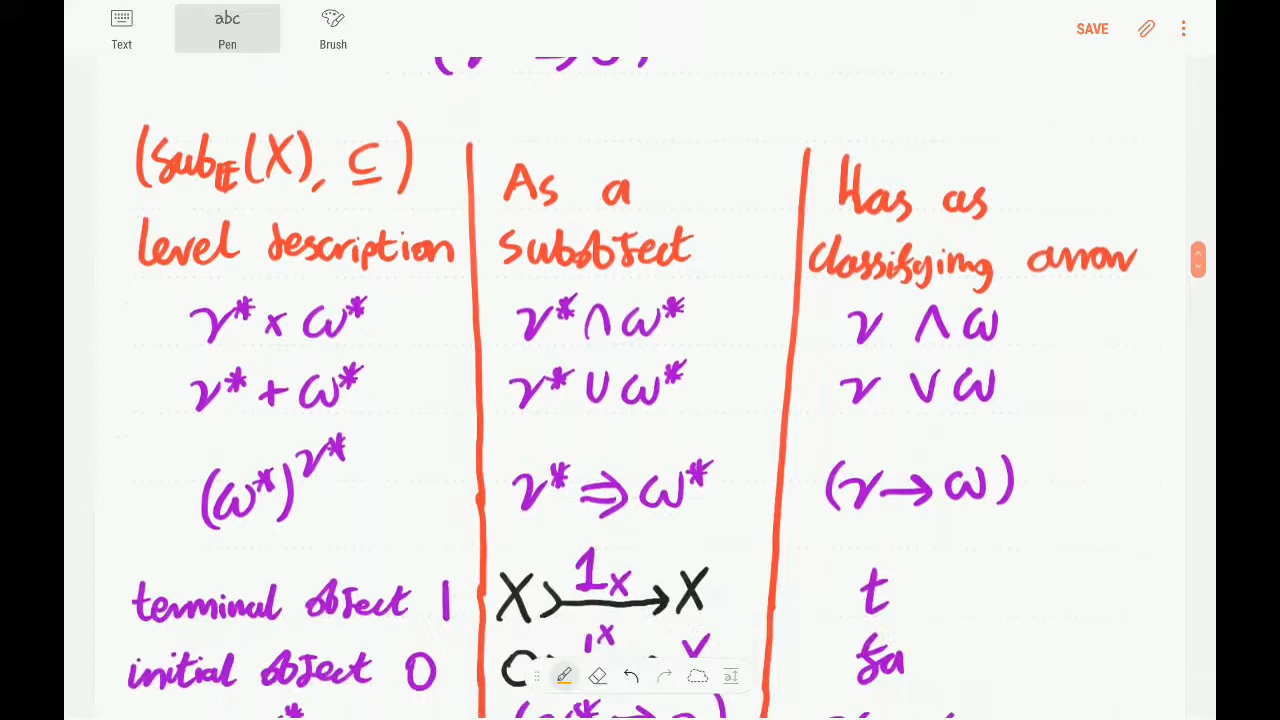 Text
abc
Pen
Brush
SAVE
(Sub_E(X), ⊆)
level description
As a
subobject
Has as
classifying arrow
γ* × ω*
γ* ∩ ω*
γ ∧ ω
γ* + ω*
γ* ∪ ω*
γ ∨ ω
(ω*)^γ*
γ* ⇒ ω*
(γ → ω)
terminal object 1
X ↣ X
1_X
t
initial object 0